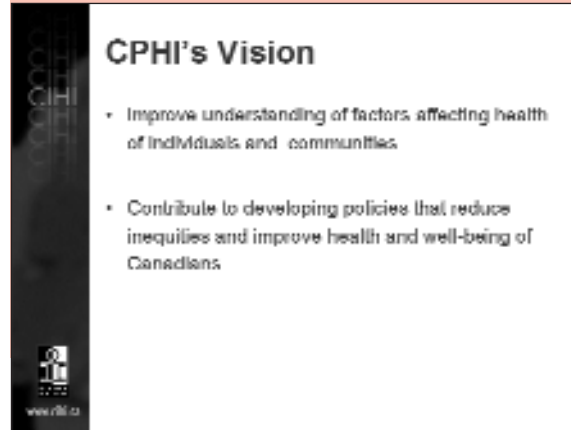 CPHI's Vision
• Improve understanding of factors affecting health
of individuals and communities
• Contribute to developing policies that reduce
inequities and improve health and well-being of
Canadians
CIHI
www.cihi.ca